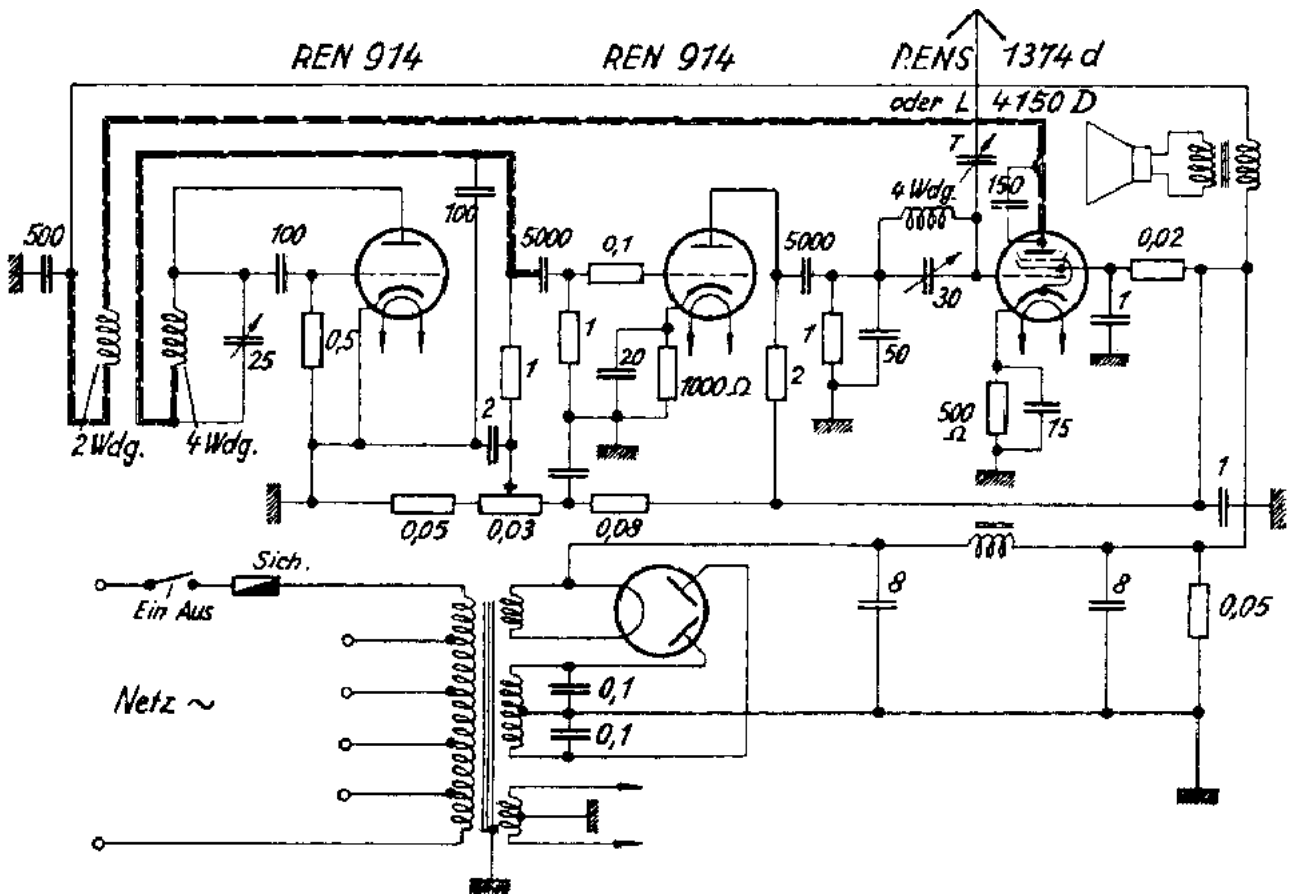 REN 914
REN 914
RENS 1374 d
oder L 4150 D
T
4 Wdg.
150
100
500
100
5000
0,1
5000
0,02
30
1
25
0,5
1
1
20
1000 Ω
2
1
50
500 Ω
15
2
2 Wdg.
4 Wdg.
0,05
0,03
0,08
1
Sich.
Ein Aus
8
8
0,05
Netz ~
0,1
0,1